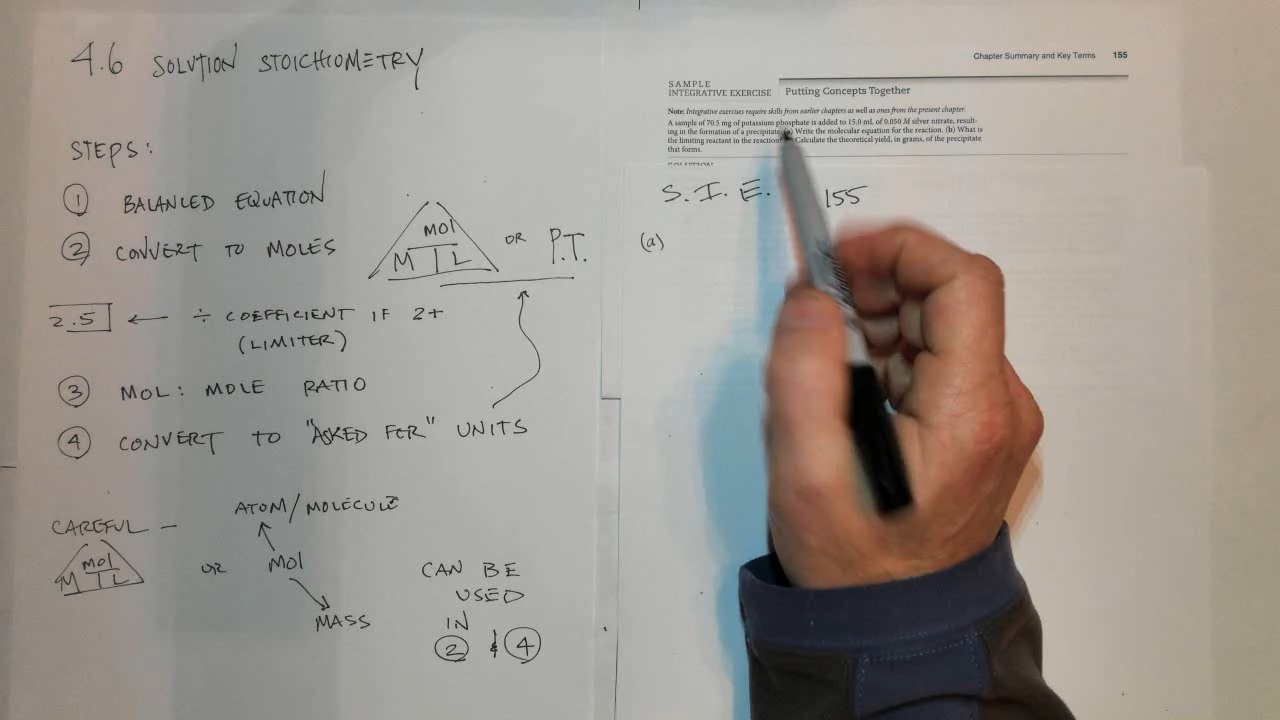 4.6 SOLUTION STOICHIOMETRY
STEPS:
① BALANCED EQUATION
② CONVERT TO MOLES
MOL
M L
OR P.T.
2.5 ← ÷ COEFFICIENT IF 2+
(LIMITER)
③ MOL: MOLE RATIO
④ CONVERT TO "ASKED FOR" UNITS
CAREFUL —
MOL
M L
OR
ATOM/MOLECULE
MOL
MASS
CAN BE
USED
IN
② & ④
Chapter Summary and Key Terms 155
SAMPLE
INTEGRATIVE EXERCISE Putting Concepts Together
Note: Integrative exercises require skills from earlier chapters as well as ones from the present chapter.
A sample of 70.5 mg of potassium phosphate is added to 15.0 mL of 0.050 M silver nitrate, result-
ing in the formation of a precipitate. Write the molecular equation for the reaction. (b) What is
the limiting reactant in the reaction Calculate the theoretical yield, in grams, of the precipitate
that forms.
S. I. E. 155
(a)